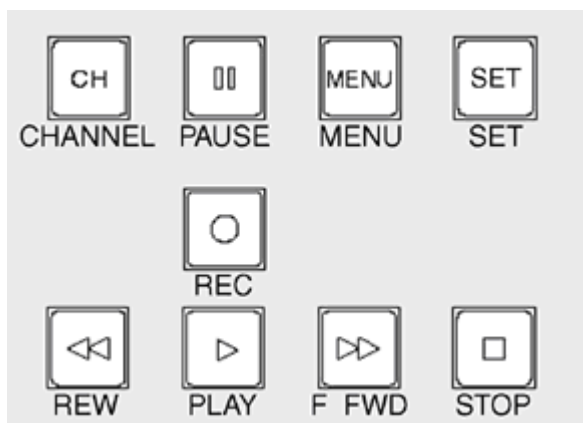 CH MENU SET
CHANNEL PAUSE MENU SET
REC
REW PLAY F FWD STOP